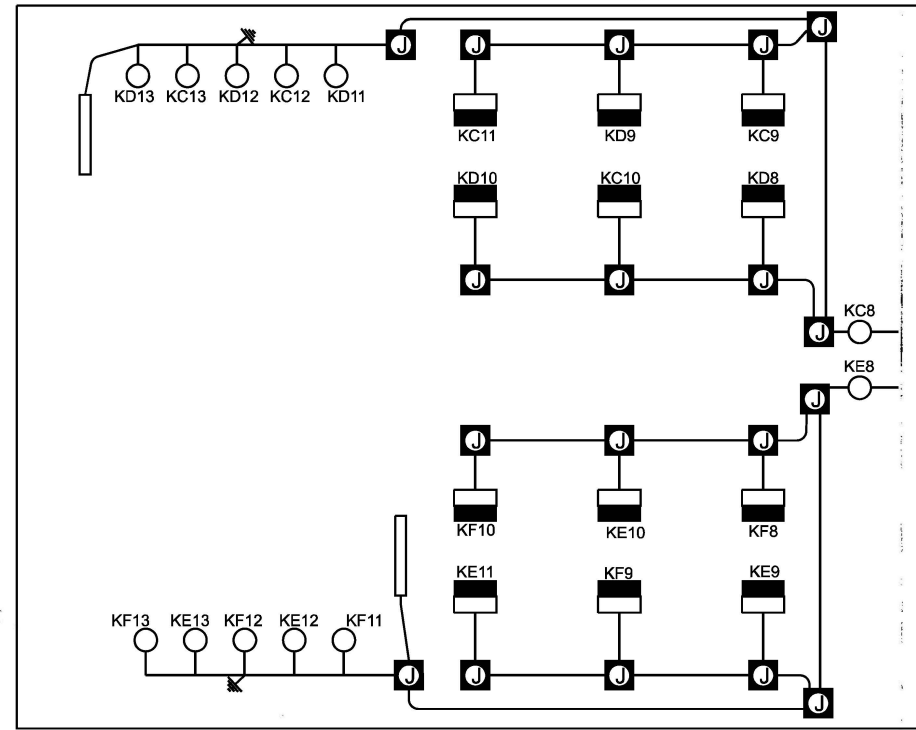 J J J J J
KD13 KC13 KD12 KC12 KD11
KC11 KD9 KC9
KD10 KC10 KD8
J J J
KC8
J
KE8
J
J J J
KF10 KE10 KF8
KE11 KF9 KE9
KF13 KE13 KF12 KE12 KF11
J J J J
J